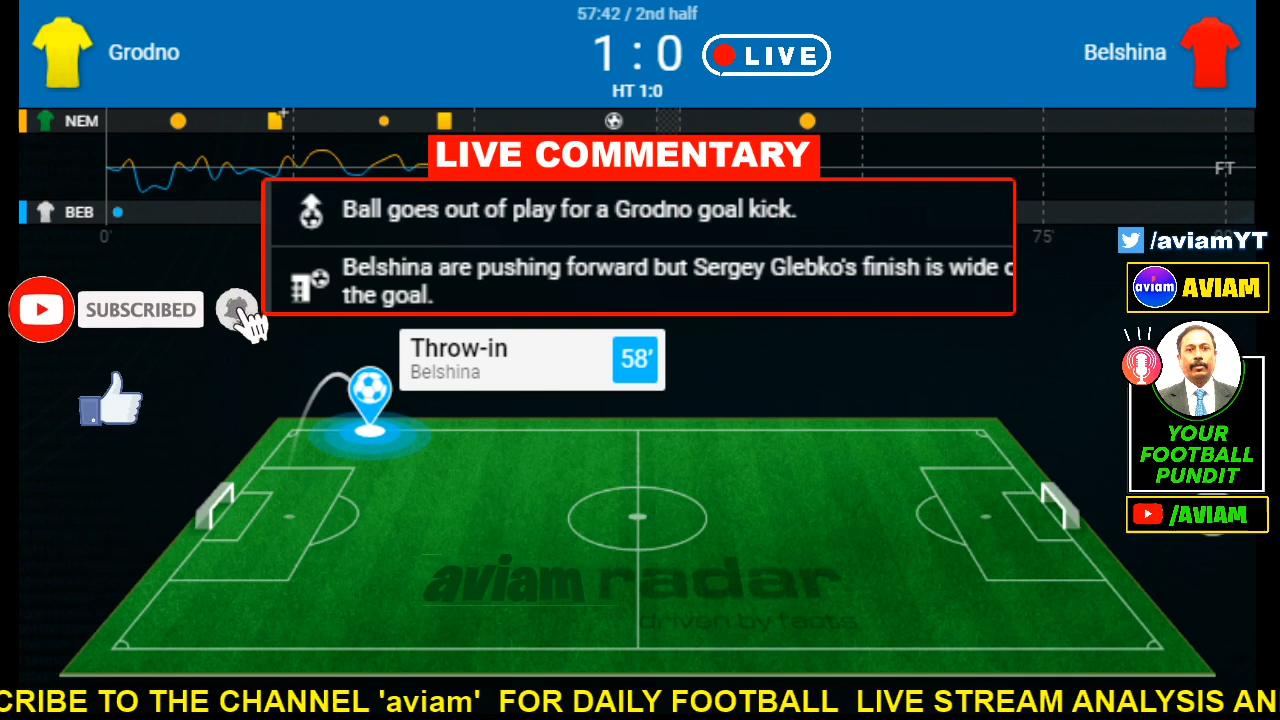 57:42 / 2nd half
Grodno
1 : 0
LIVE
Belshina
HT 1:0
NEM
LIVE COMMENTARY
FT
Ball goes out of play for a Grodno goal kick.
BEB
0'
75'
/aviamYT
Belshina are pushing forward but Sergey Glebko's finish is wide
the goal.
aviam AVIAM
SUBSCRIBED
Throw-in
Belshina
58'
YOUR
FOOTBALL
PUNDIT
/AVIAM
aviam radar
driven by facts
CRIBE TO THE CHANNEL 'aviam' FOR DAILY FOOTBALL LIVE STREAM ANALYSIS AN